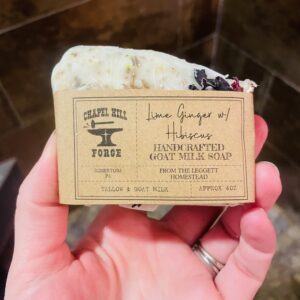 CHAPEL HILL
FORGE
Lime Ginger w/
Hibiscus
HANDCRAFTED
GOAT MILK SOAP
FROM THE LEGGETT
HOMESTEAD
TALLOW & GOAT MILK
APPROX 4OZ